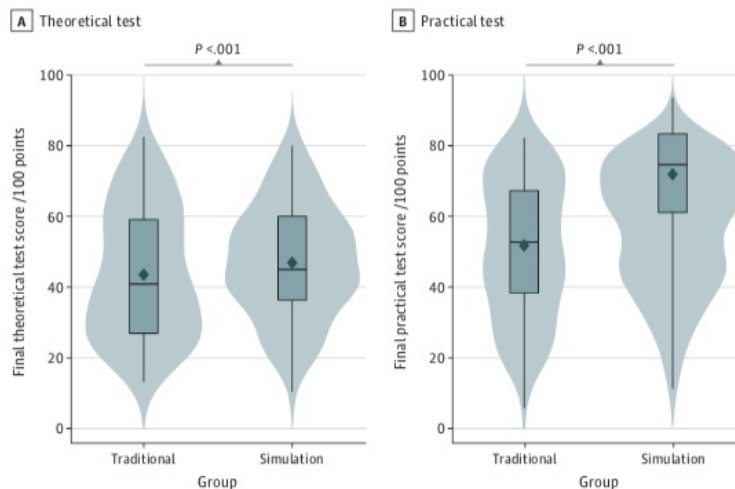 A Theoretical test
P <.001
Final theoretical test score /100 points
100
80
60
40
20
0
Traditional
Simulation
Group
B Practical test
P <.001
Final practical test score /100 points
100
80
60
40
20
0
Traditional
Simulation
Group